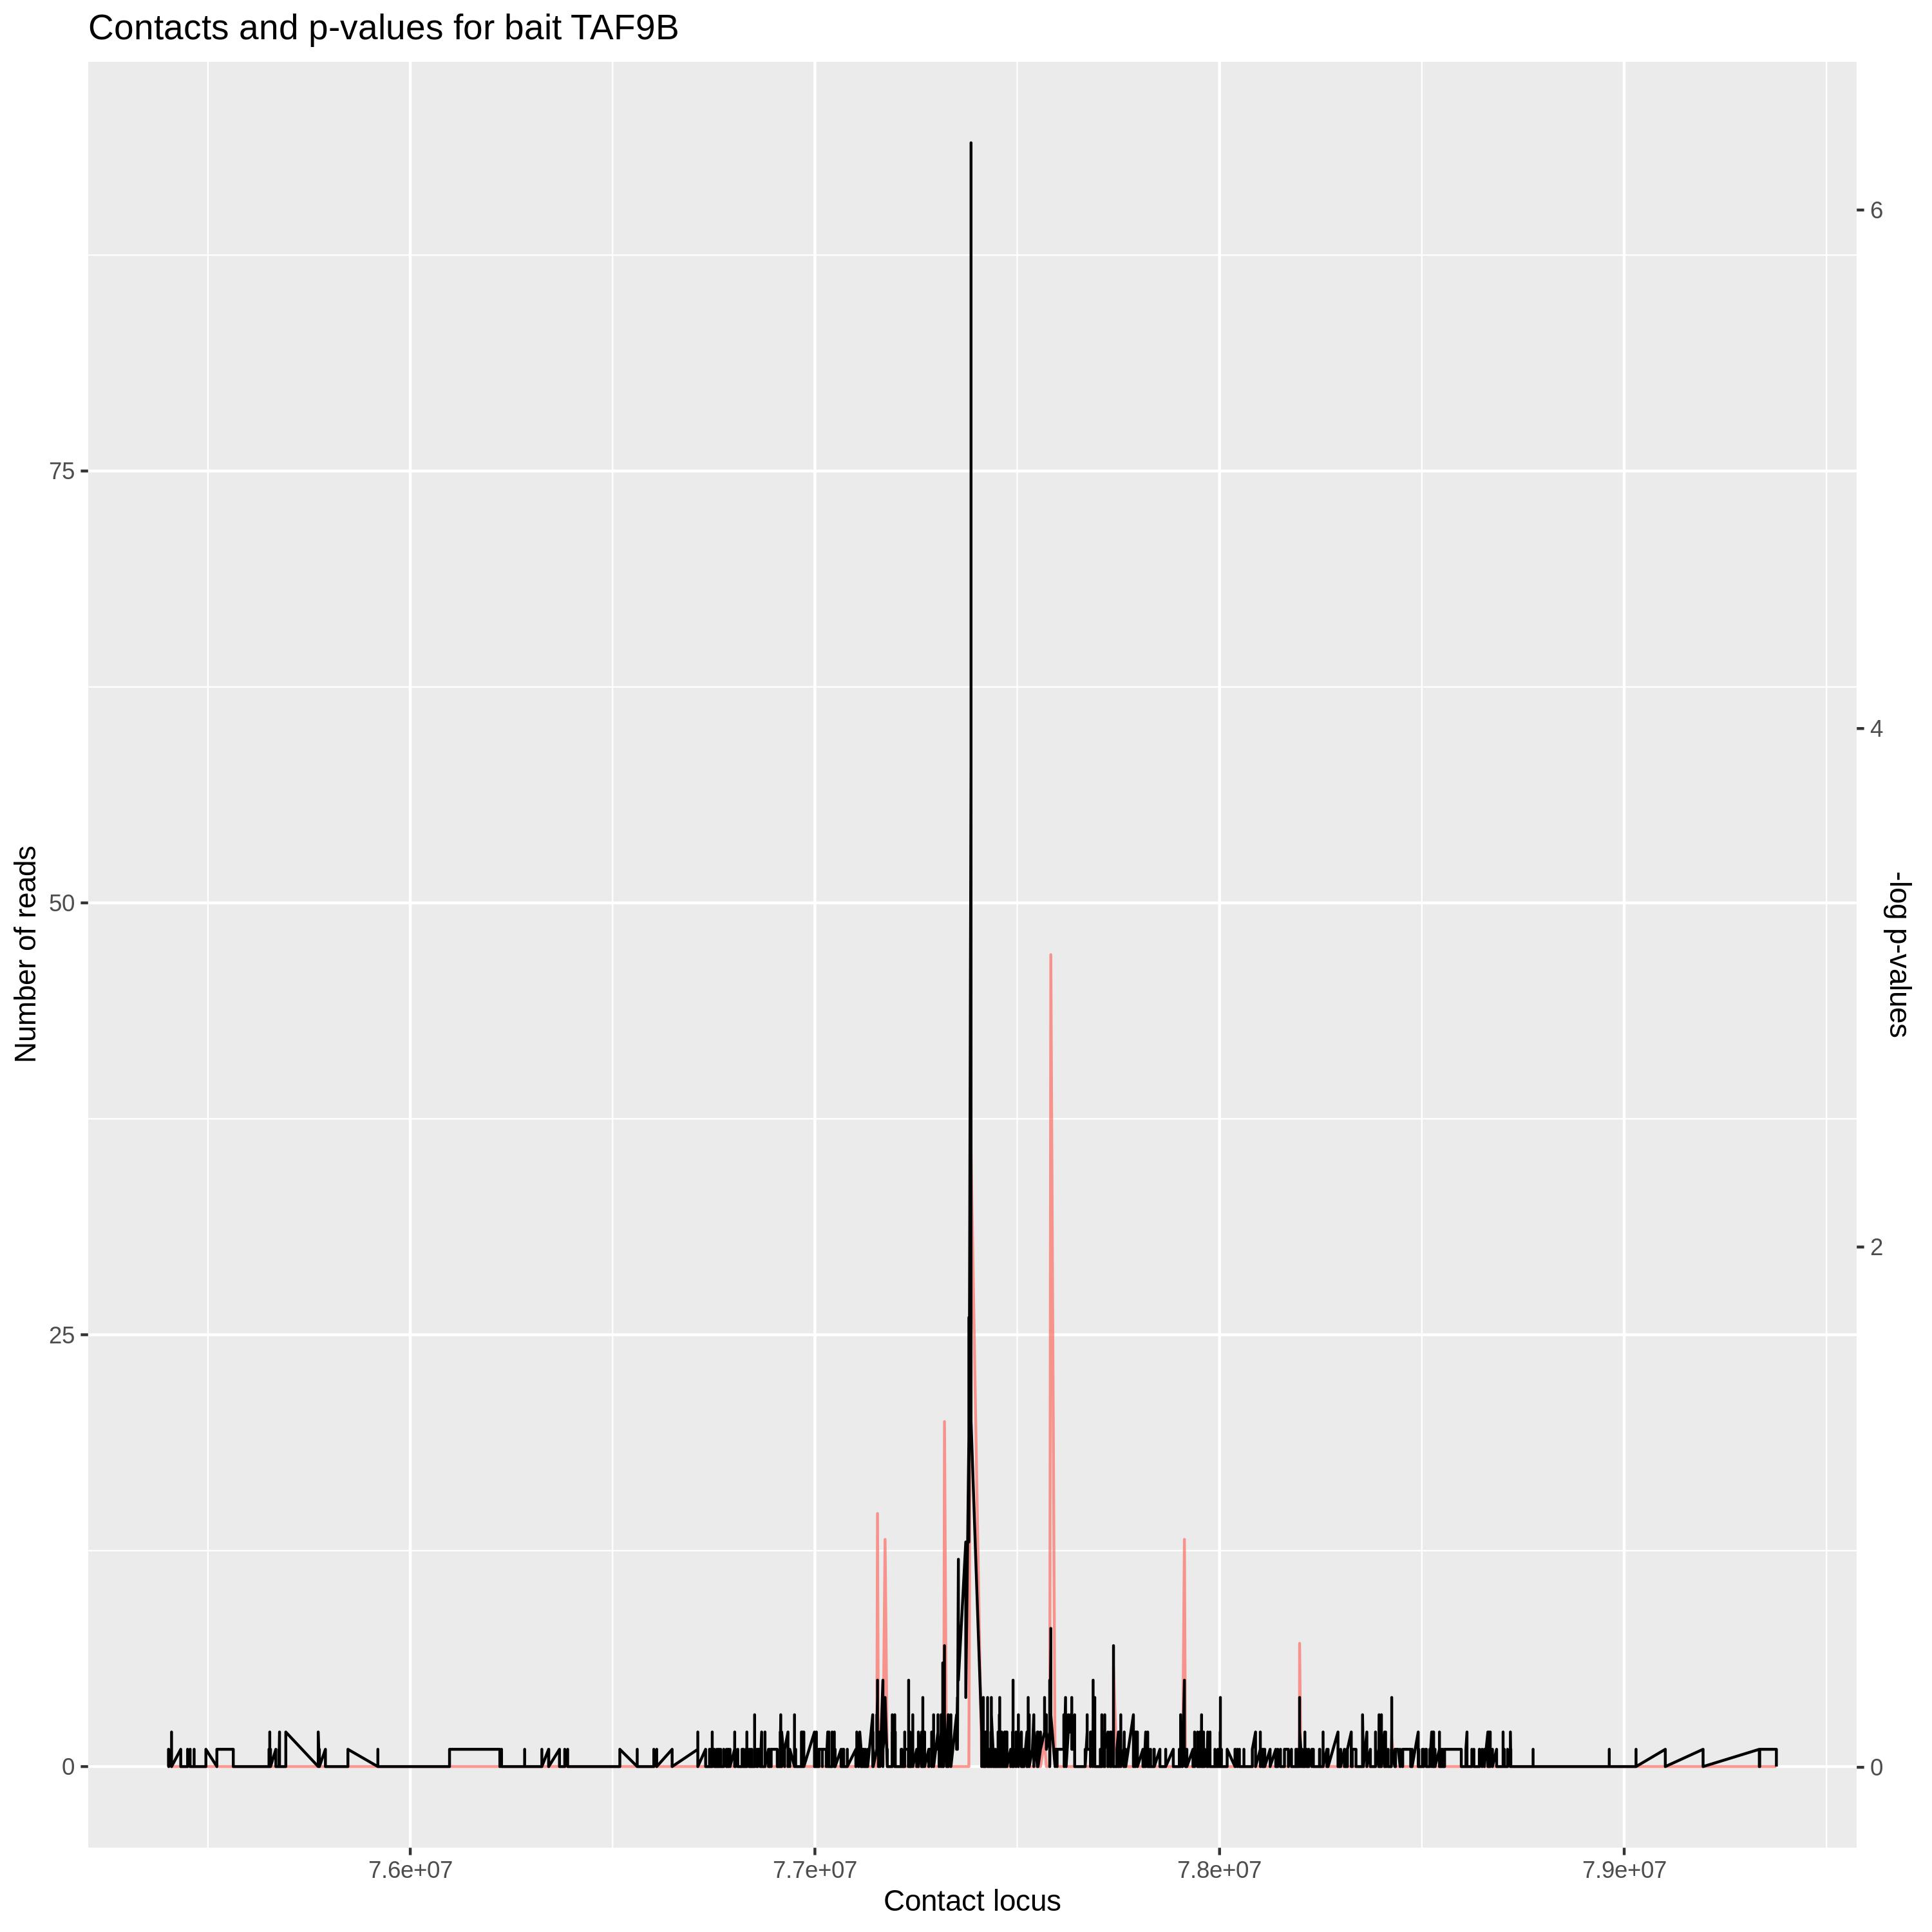 Contacts and p-values for bait TAF9B
Number of reads
75
50
25
0
6
4
2
0
-log p-values
7.6e+07
7.7e+07
7.8e+07
7.9e+07
Contact locus